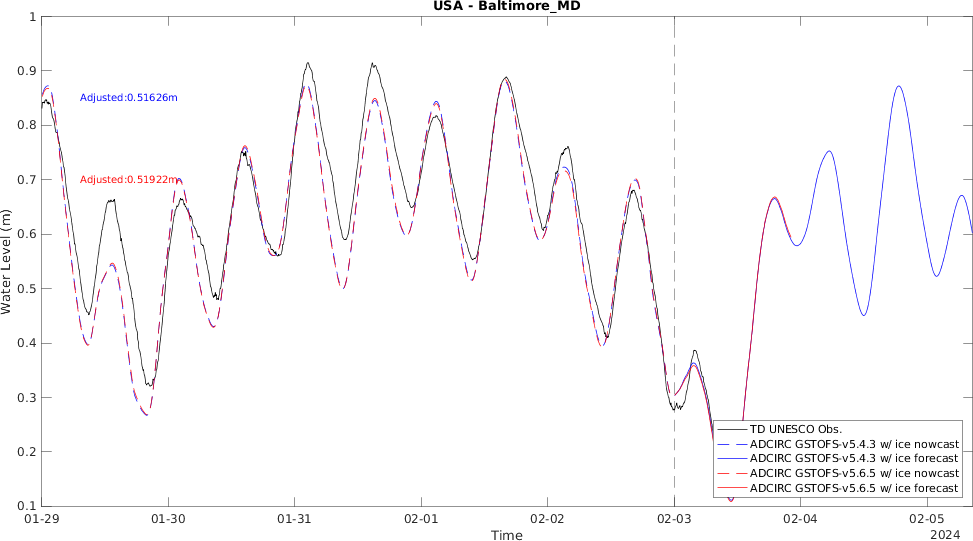 USA - Baltimore_MD
1
0.9
0.8
0.7
0.6
0.5
0.4
0.3
0.2
0.1
Water Level (m)
Adjusted:0.51626m
Adjusted:0.51922m
TD UNESCO Obs.
ADCIRC GSTOFS-v5.4.3 w/ ice nowcast
ADCIRC GSTOFS-v5.4.3 w/ ice forecast
ADCIRC GSTOFS-v5.6.5 w/ ice nowcast
ADCIRC GSTOFS-v5.6.5 w/ ice forecast
01-29 01-30 01-31 02-01 02-02 02-03 02-04 02-05
Time
2024